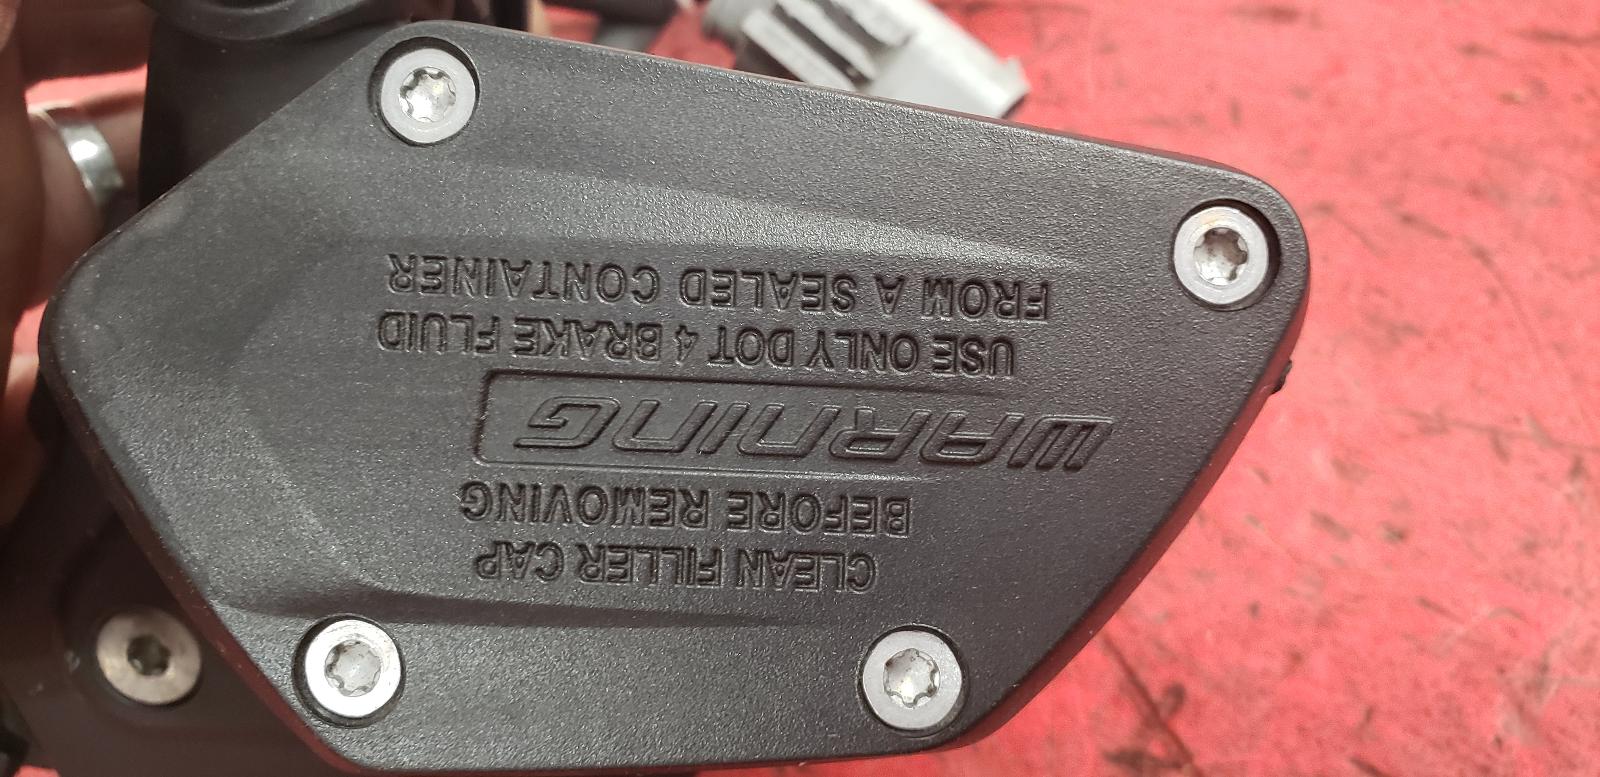 CLEAN FILLER CAP
BEFORE REMOVING
WARNING
USE ONLY DOT 4 BRAKE FLUID
FROM A SEALED CONTAINER